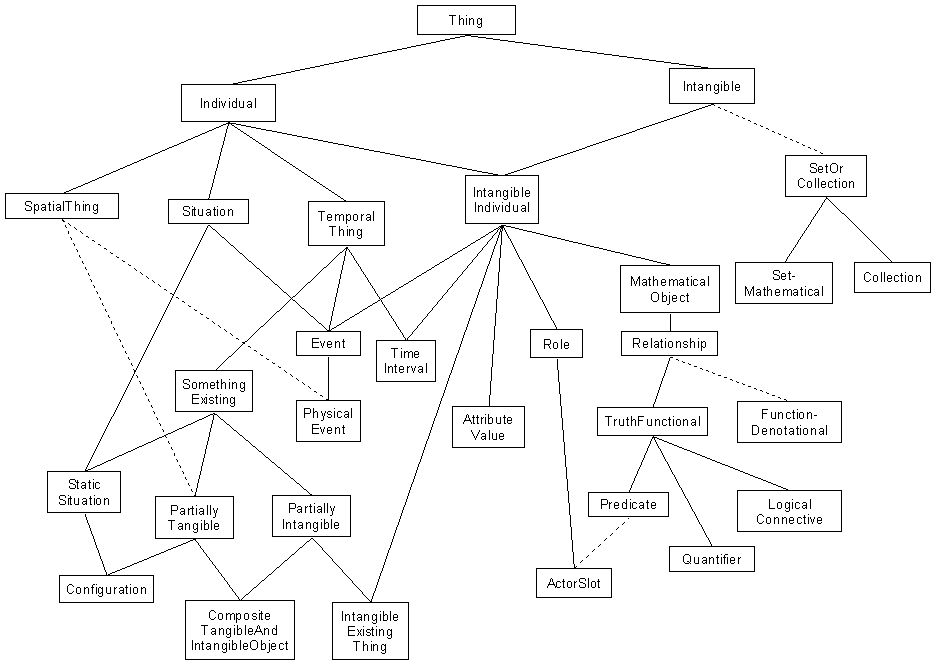 Thing
Individual
Intangible
SpatialThing
Situation
Temporal
Thing
Intangible
Individual
SetOr
Collection
Mathematical
Object
Set-
Mathematical
Collection
Event
Time
Interval
Role
Relationship
Something
Existing
Physical
Event
Attribute
Value
TruthFunctional
Function-
Denotational
Static
Situation
Partially
Tangible
Partially
Intangible
Predicate
Logical
Connective
Quantifier
Configuration
ActorSlot
Composite
TangibleAnd
IntangibleObject
Intangible
Existing
Thing